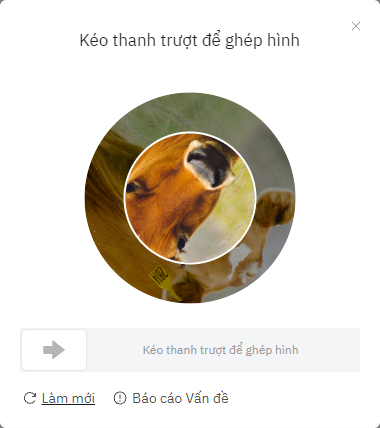 Kéo thanh trượt để ghép hình
Kéo thanh trượt để ghép hình
Làm mới
Báo cáo Vấn đề